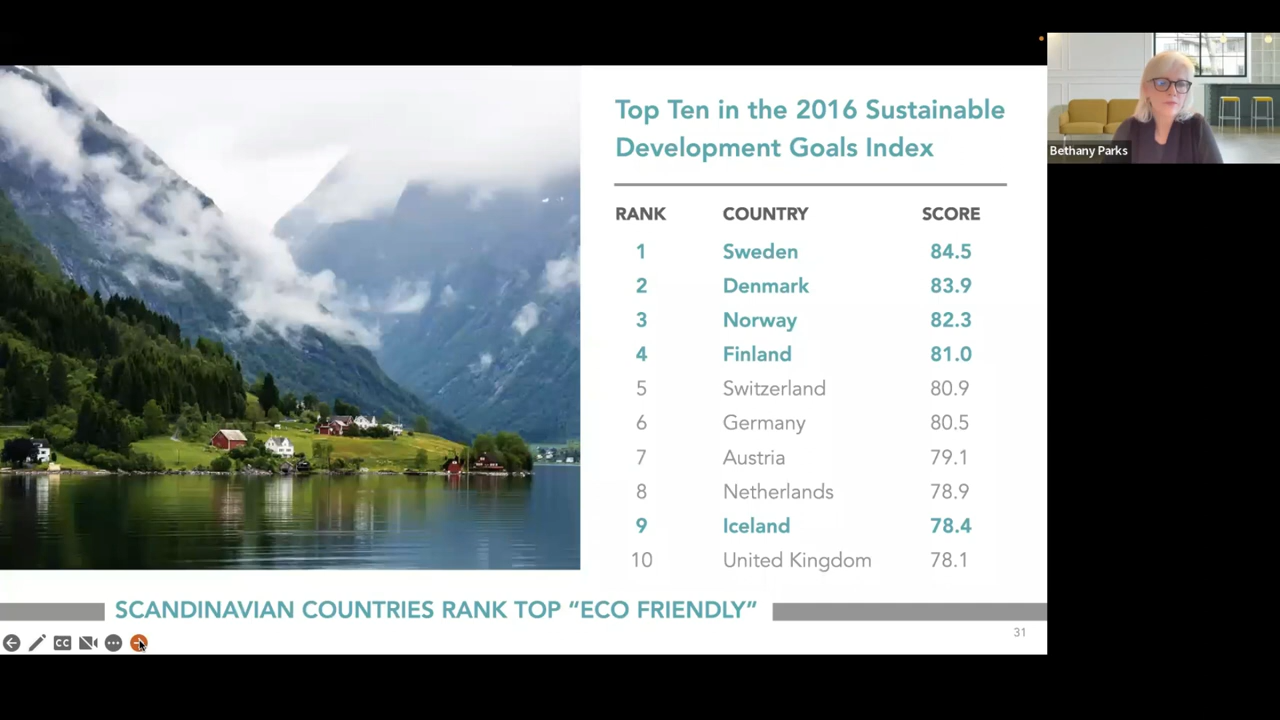 Top Ten in the 2016 Sustainable
Development Goals Index
RANK COUNTRY SCORE
1 Sweden 84.5
2 Denmark 83.9
3 Norway 82.3
4 Finland 81.0
5 Switzerland 80.9
6 Germany 80.5
7 Austria 79.1
8 Netherlands 78.9
9 Iceland 78.4
10 United Kingdom 78.1
SCANDINAVIAN COUNTRIES RANK TOP “ECO FRIENDLY”
31
CC
Bethany Parks